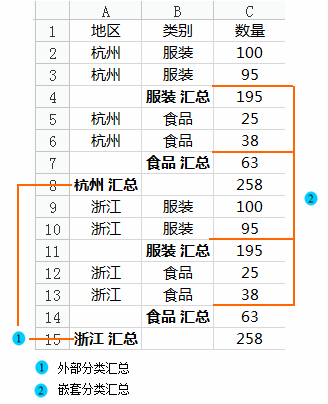 A B C
1 地区 类别 数量
2 杭州 服装 100
3 杭州 服装 95
4 服装 汇总 195
5 杭州 食品 25
6 杭州 食品 38
7 食品 汇总 63
8 杭州 汇总 258
9 浙江 服装 100
10 浙江 服装 95
11 服装 汇总 195
12 浙江 食品 25
13 浙江 食品 38
14 食品 汇总 63
15 浙江 汇总 258
2
1
1 外部分类汇总
2 嵌套分类汇总